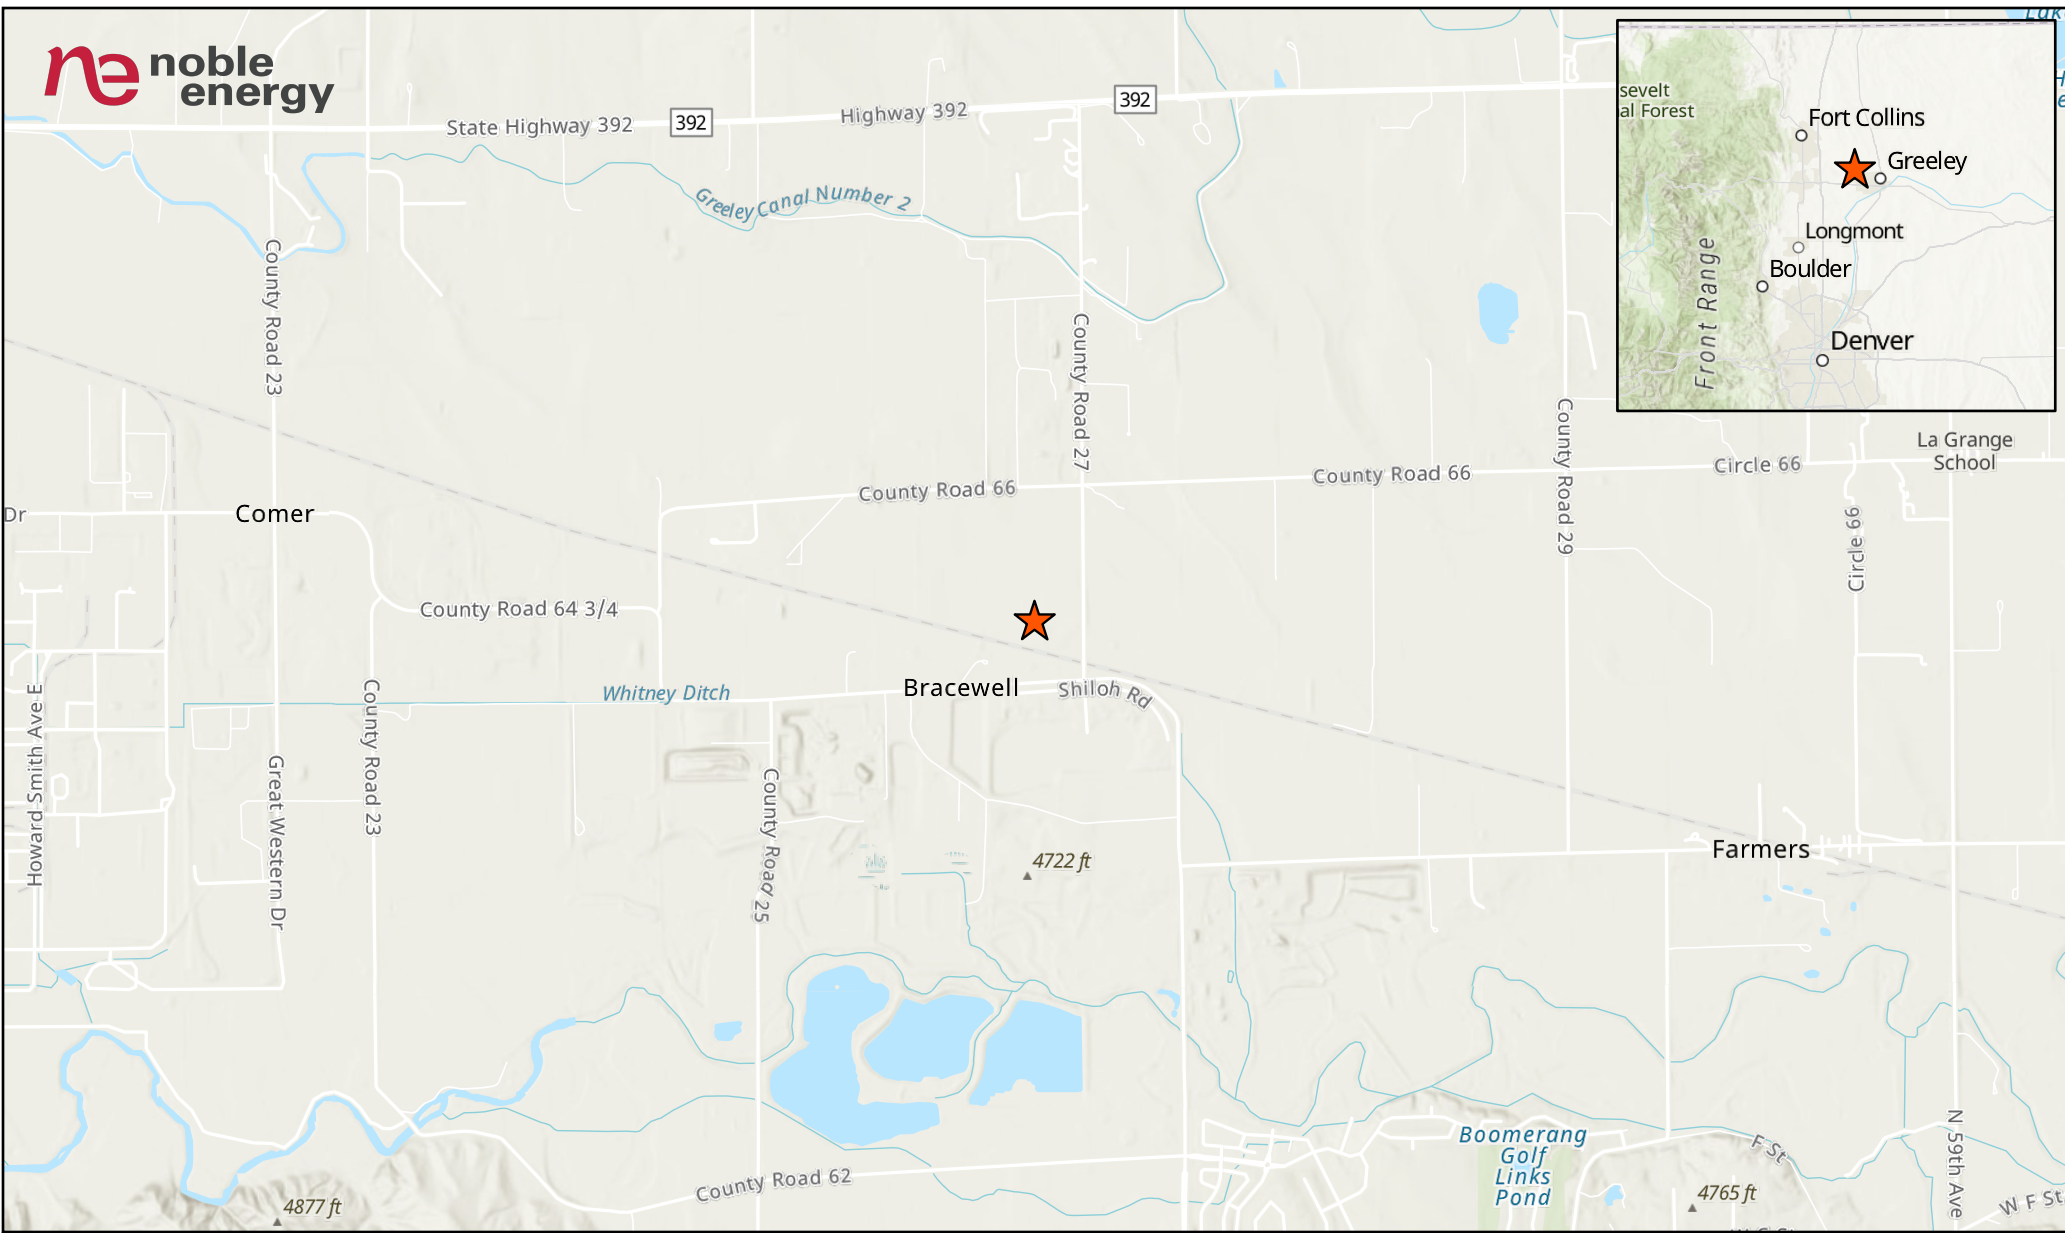 noble
energy
State Highway 392
392
Highway 392
392
Greeley Canal Number 2
County Road 23
County Road 27
County Road 29
County Road 66
County Road 66
Circle 66
La Grange
School
Circle 66
Dr
Comer
County Road 64 3/4
Bracewell
Shiloh Rd
Whitney Ditch
Howard Smith Ave E
County Road 23
Great Western Dr
County Road 25
4722 ft
Farmers
Boomerang
Golf
Links
Pond
F St
N 59th Ave
County Road 62
4877 ft
4765 ft
W F St
sevelt
al Forest
Fort Collins
Greeley
Longmont
Boulder
Front Range
Denver